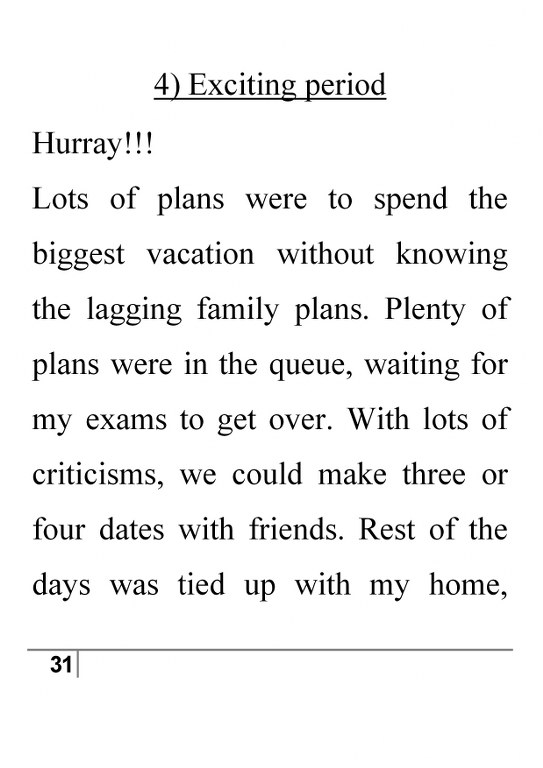 4) Exciting period
Hurray!!!
Lots of plans were to spend the
biggest vacation without knowing
the lagging family plans. Plenty of
plans were in the queue, waiting for
my exams to get over. With lots of
criticisms, we could make three or
four dates with friends. Rest of the
days was tied up with my home,
31